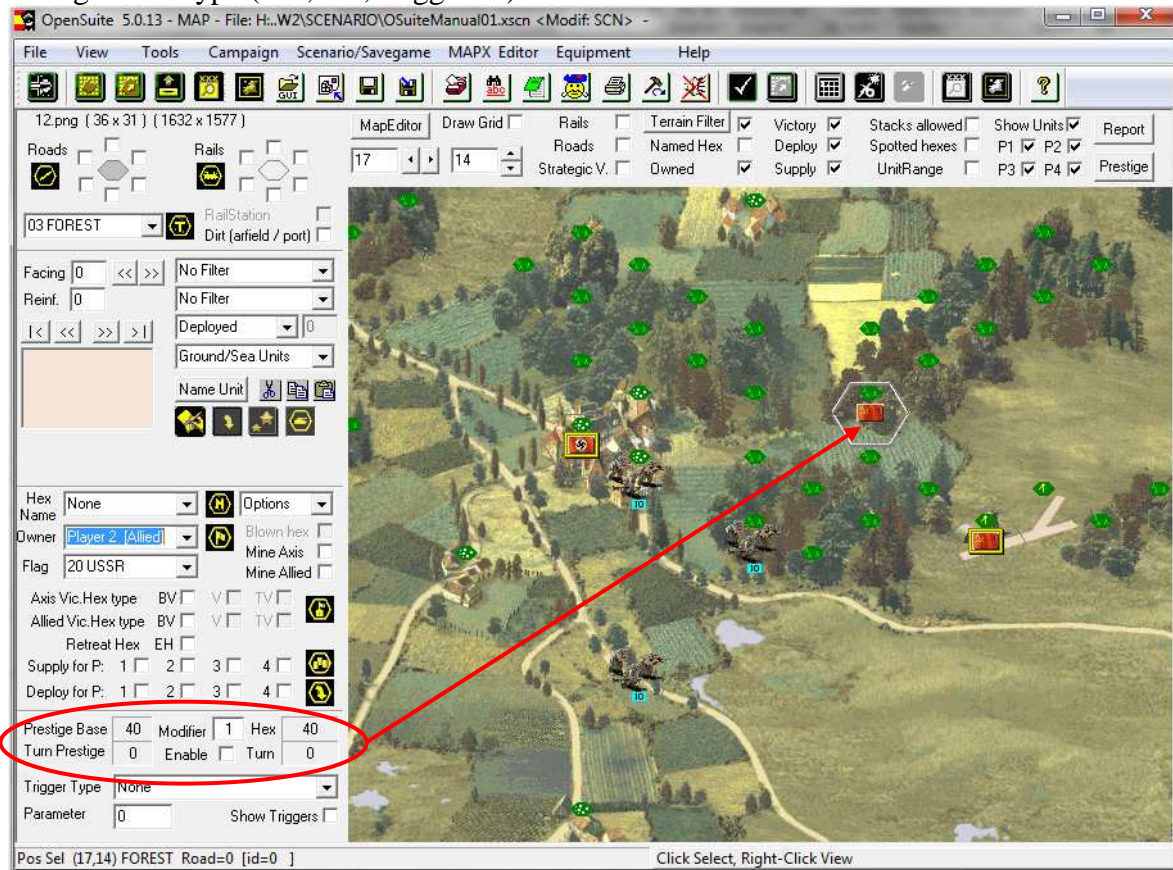 OpenSuite 5.0.13 - MAP - File: H:..W2\SCENARIO\OSuiteManual01.xscn <Modif: SCN> -
File View Tools Campaign Scenario/Savegame MAPX Editor Equipment Help
GUI
abc
12.png ( 36 x 31 ) ( 1632 x 1577 )
MapEditor Draw Grid Rails Terrain Filter Victory Stacks allowed Show Units Report
Roads Rails
Roads Named Hex Deploy Spotted hexes P1 P2
17 14 Strategic V. Owned Supply UnitRange P3 P4 Prestige
03 FOREST T RailStation
Dirt (arfield / port)
Facing 0 << >> No Filter
Reinf. 0 No Filter
|< << >> >| Deployed 0
Ground/Sea Units
Name Unit
Hex Name None N Options
Owner Player 2 (Allied) Blown hex
Mine Axis
Flag 20 USSR Mine Allied
Axis Vic.Hex type BV V TV
Allied Vic.Hex type BV V TV
Retreat Hex EH
Supply for P: 1 2 3 4
Deploy for P: 1 2 3 4
Prestige Base 40 Modifier 1 Hex 40
Turn Prestige 0 Enable Turn 0
Trigger Type None
Parameter 0 Show Triggers
10
10
10
Pos Sel (17,14) FOREST Road=0 [id=0 ] Click Select, Right-Click View